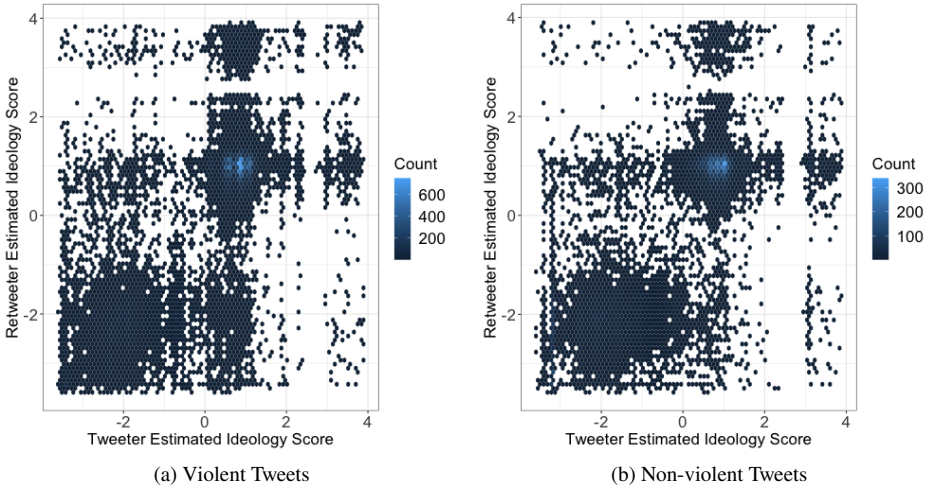 4
2
0
-2
-2
0
2
4
Retweeter Estimated Ideology Score
Tweeter Estimated Ideology Score
Count
600
400
200
(a) Violent Tweets
4
2
0
-2
-2
0
2
4
Retweeter Estimated Ideology Score
Tweeter Estimated Ideology Score
Count
300
200
100
(b) Non-violent Tweets